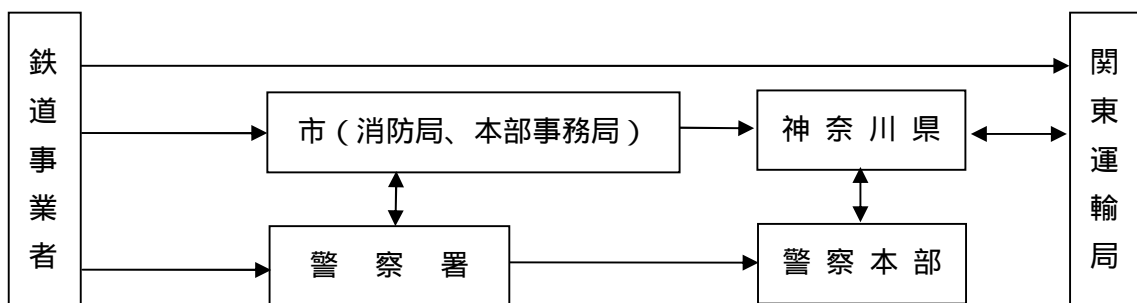 鉄道事業者
市（消防局、本部事務局）
神奈川県
関東運輸局
警察署
警察本部